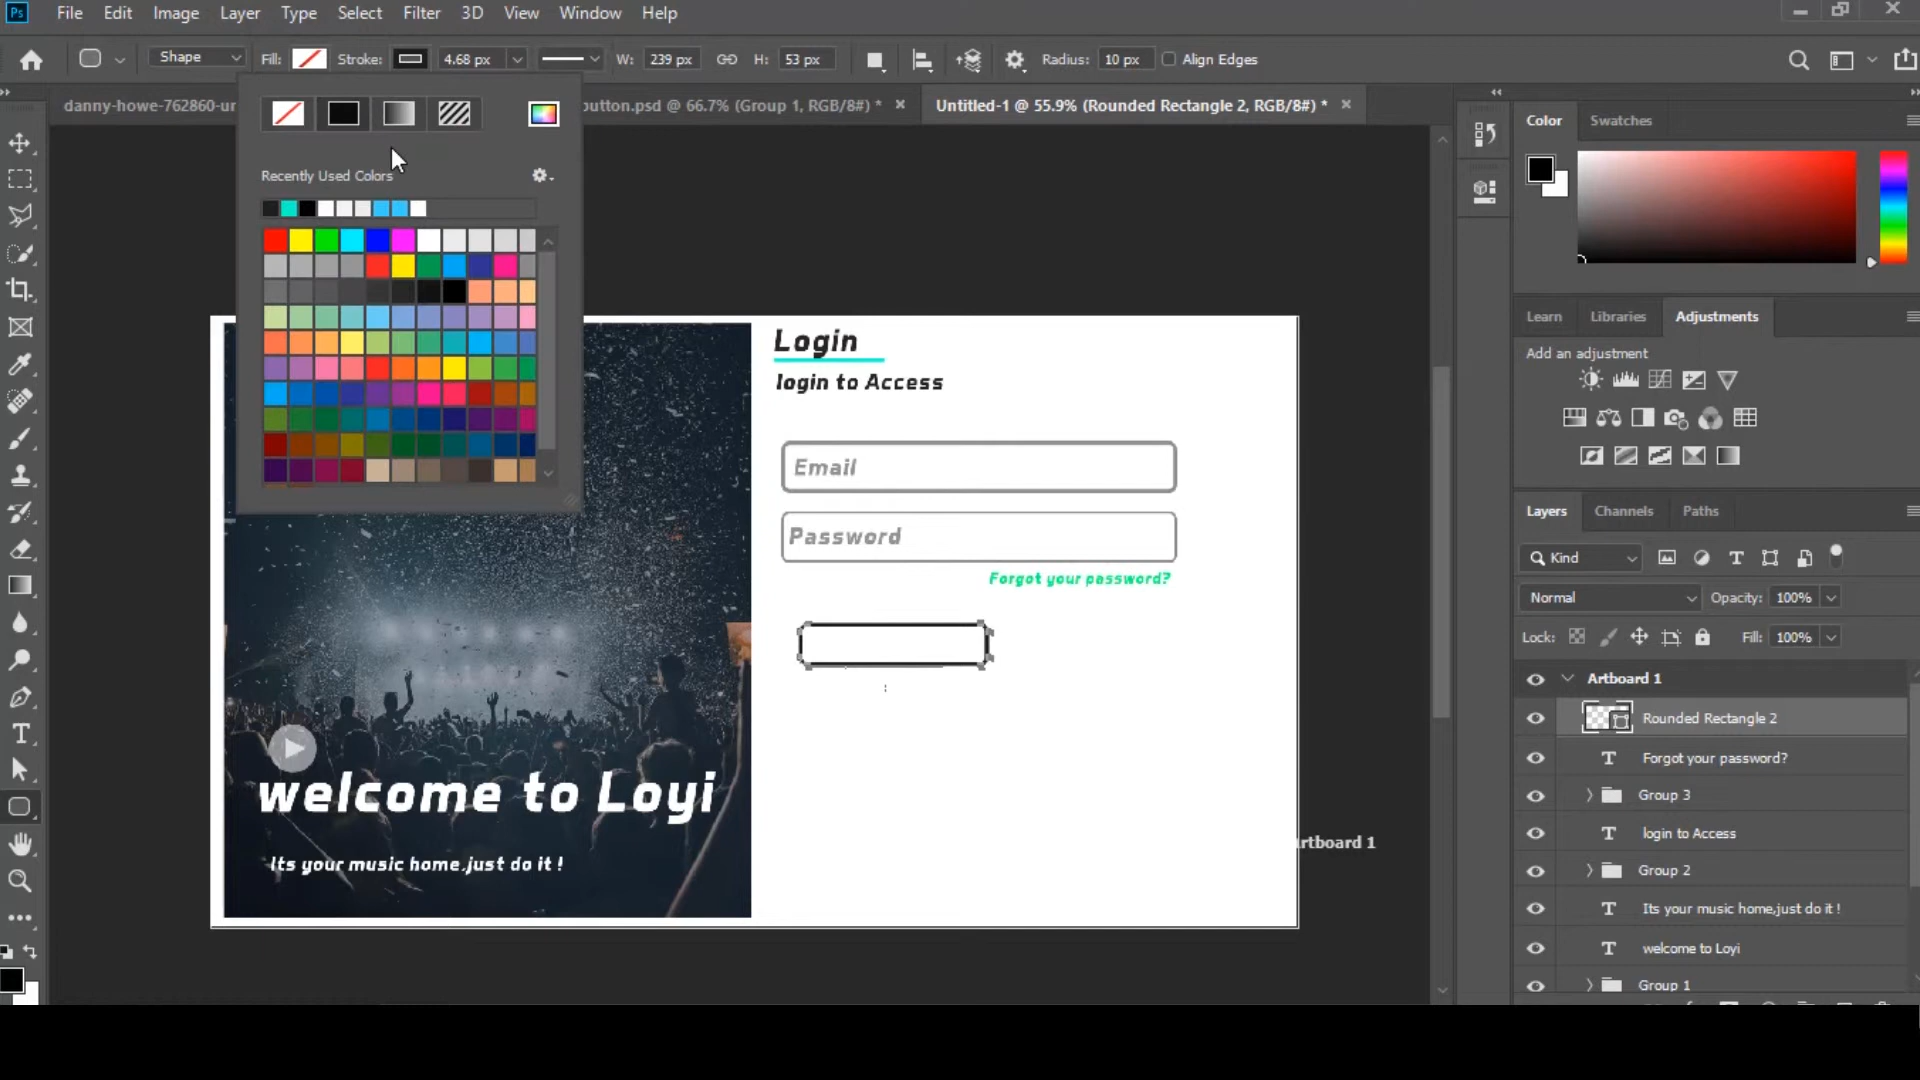 Ps File Edit Image Layer Type Select Filter 3D View Window Help
Shape Fill: Stroke: 4.68 px W: 239 px H: 53 px Radius: 10 px Align Edges
danny-howe-762860-ur button.psd @ 66.7% (Group 1, RGB/8#) * × Untitled-1 @ 55.9% (Rounded Rectangle 2, RGB/8#) * ×
Color Swatches
Recently Used Colors
Learn Libraries Adjustments
Add an adjustment
Login
login to Access
Email
Password
Forgot your password?
welcome to Loyi
Its your music home,just do it !
rtboard 1
Layers Channels Paths
Kind
Normal Opacity: 100%
Lock: Fill: 100%
Artboard 1
Rounded Rectangle 2
T Forgot your password?
Group 3
T login to Access
Group 2
T Its your music home,just do it !
T welcome to Loyi
Group 1